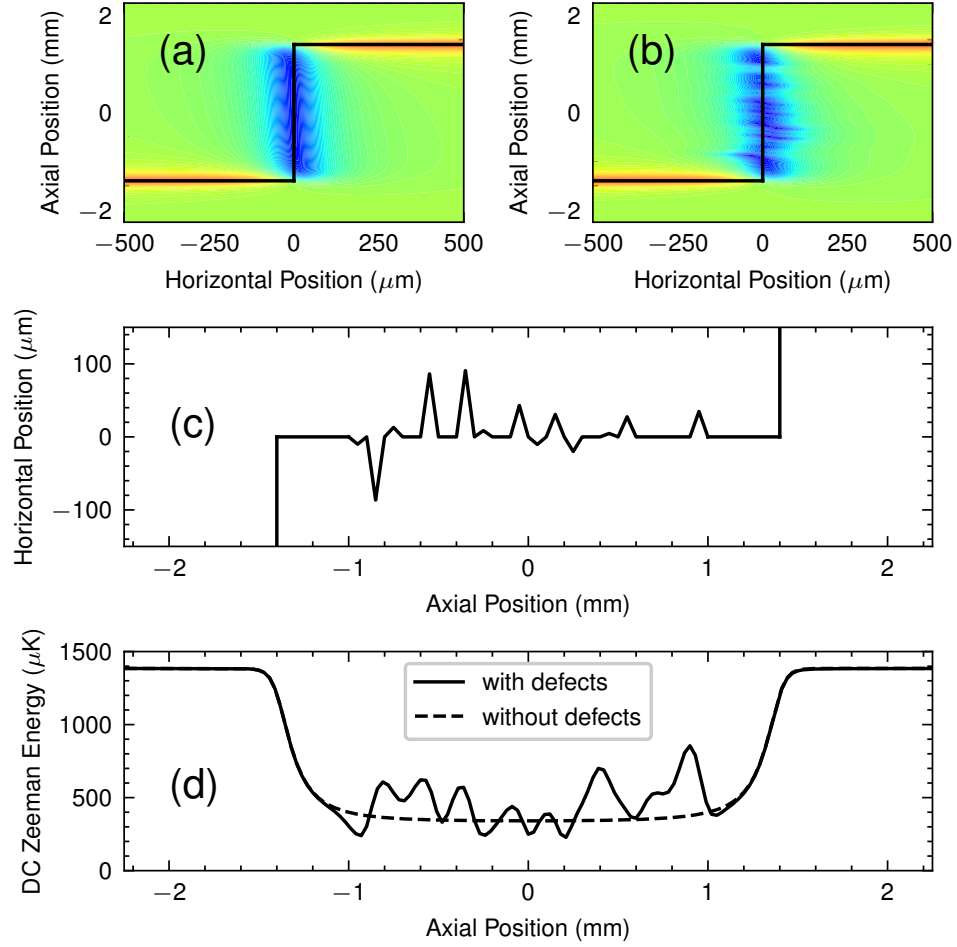 (a)
Axial Position (mm)
2
0
−2
−500 −250 0 250 500
Horizontal Position (μm)
(b)
Axial Position (mm)
2
0
−2
−500 −250 0 250 500
Horizontal Position (μm)
(c)
Horizontal Position (μm)
100
0
−100
−2 −1 0 1 2
Axial Position (mm)
(d)
DC Zeeman Energy (μK)
1500
1000
500
0
with defects
without defects
−2 −1 0 1 2
Axial Position (mm)